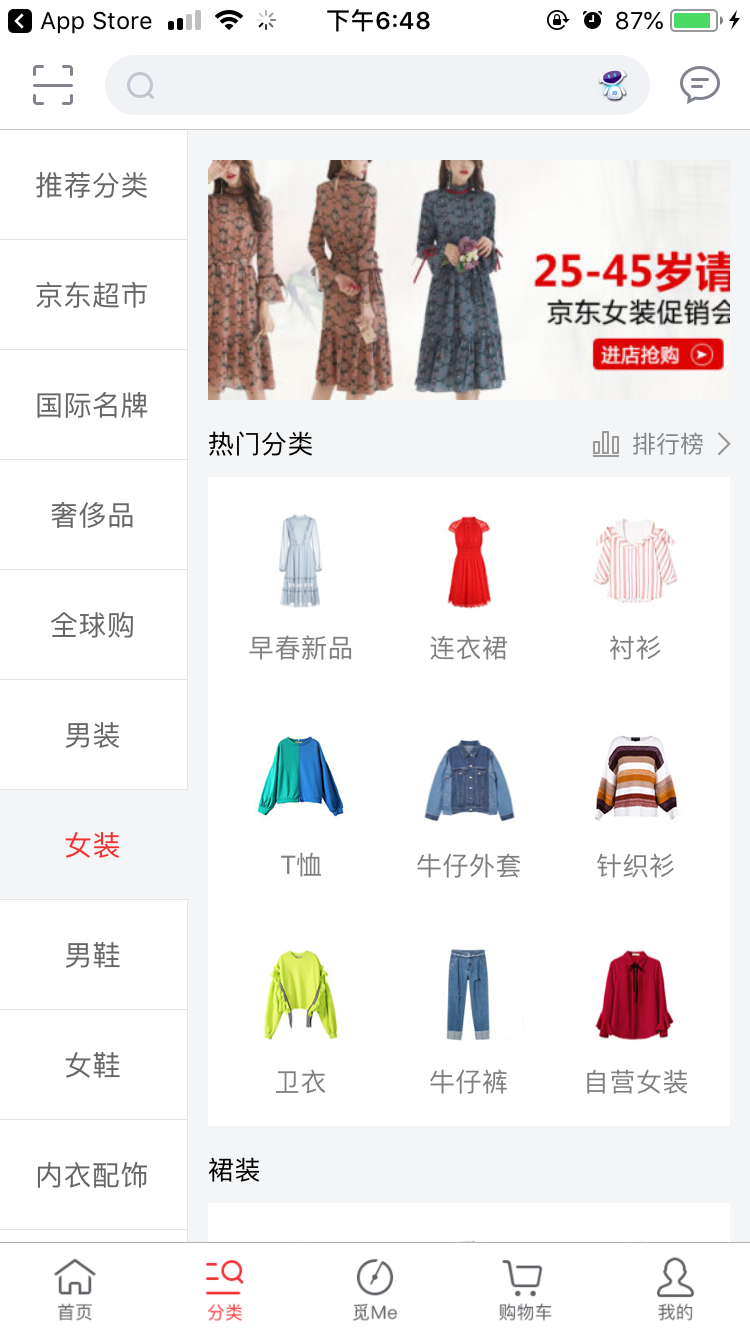 App Store
下午6:48
87%
推荐分类
京东超市
国际名牌
奢侈品
全球购
男装
女装
男鞋
女鞋
内衣配饰
25-45岁请
京东女装促销会
进店抢购
热门分类
排行榜
早春新品
连衣裙
衬衫
T恤
牛仔外套
针织衫
卫衣
牛仔裤
自营女装
裙装
首页
分类
觅Me
购物车
我的